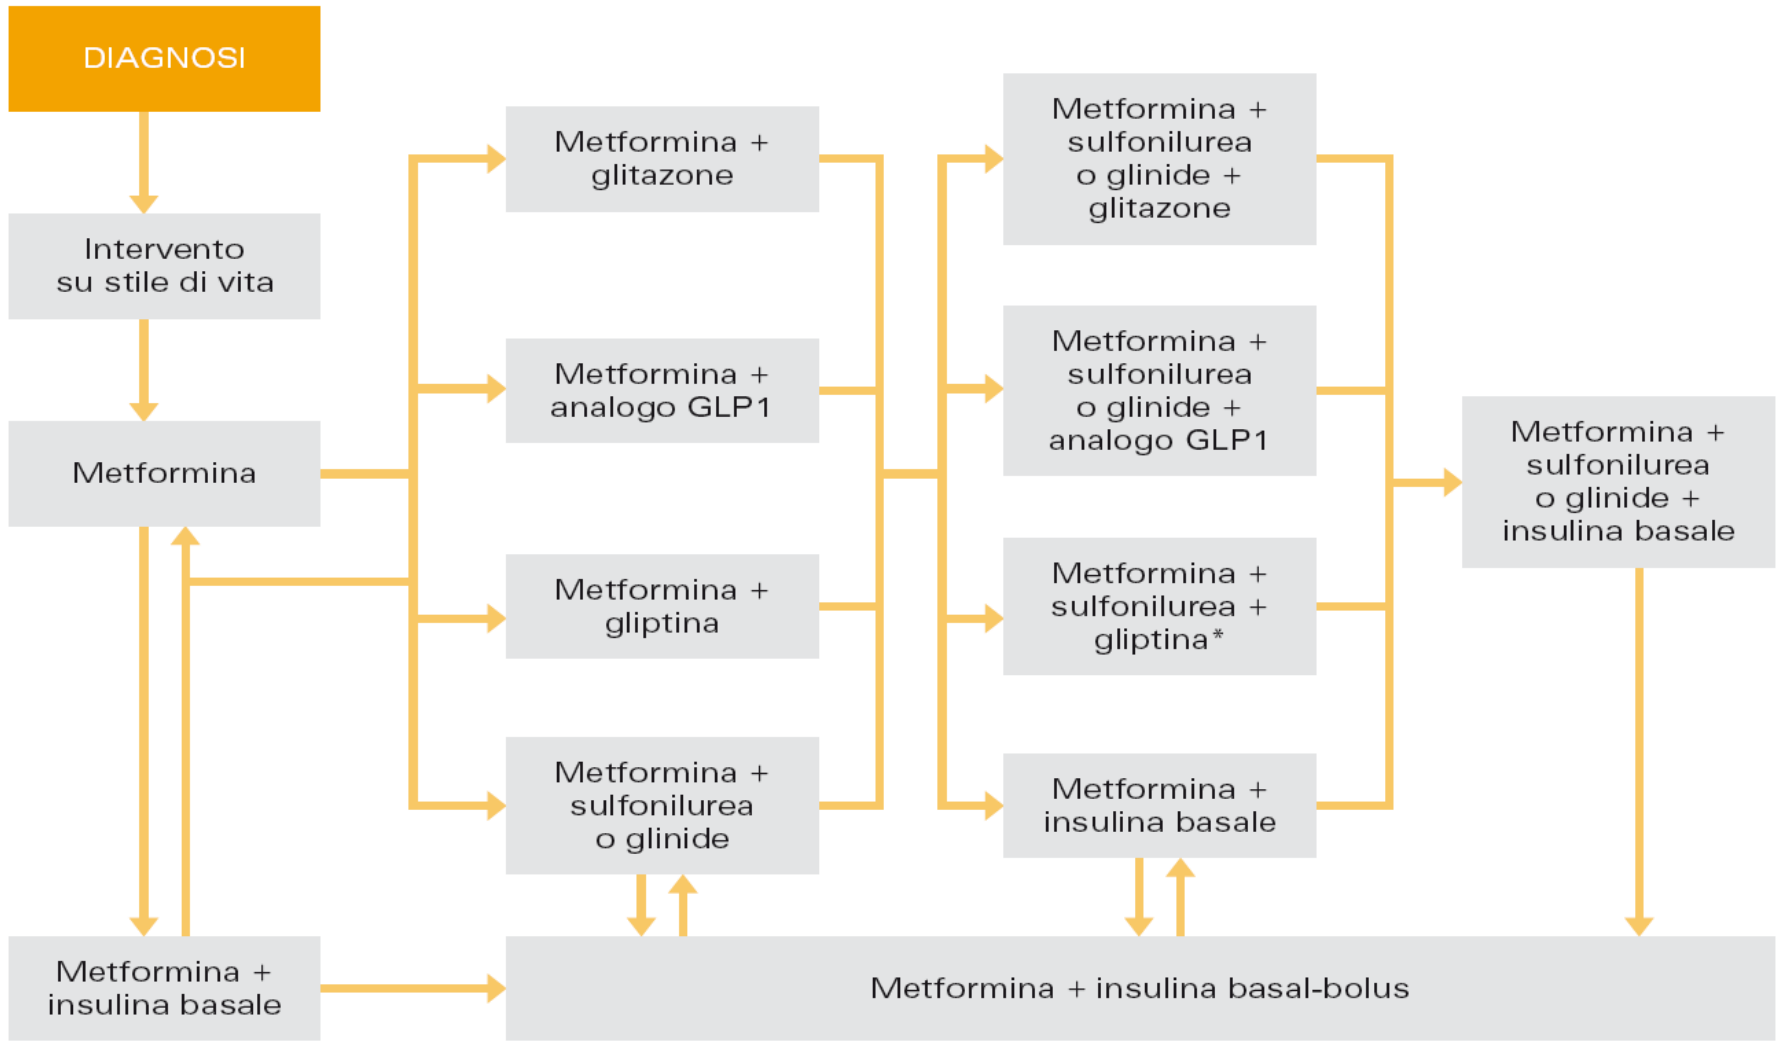 DIAGNOSI
Intervento
su stile di vita
Metformina
Metformina +
insulina basale
Metformina +
glitazone
Metformina +
analogo GLP1
Metformina +
gliptina
Metformina +
sulfonilurea
o glinide
Metformina +
sulfonilurea
o glinide +
glitazone
Metformina +
sulfonilurea
o glinide +
analogo GLP1
Metformina +
sulfonilurea +
gliptina*
Metformina +
insulina basale
Metformina +
sulfonilurea
o glinide +
insulina basale
Metformina + insulina basal-bolus